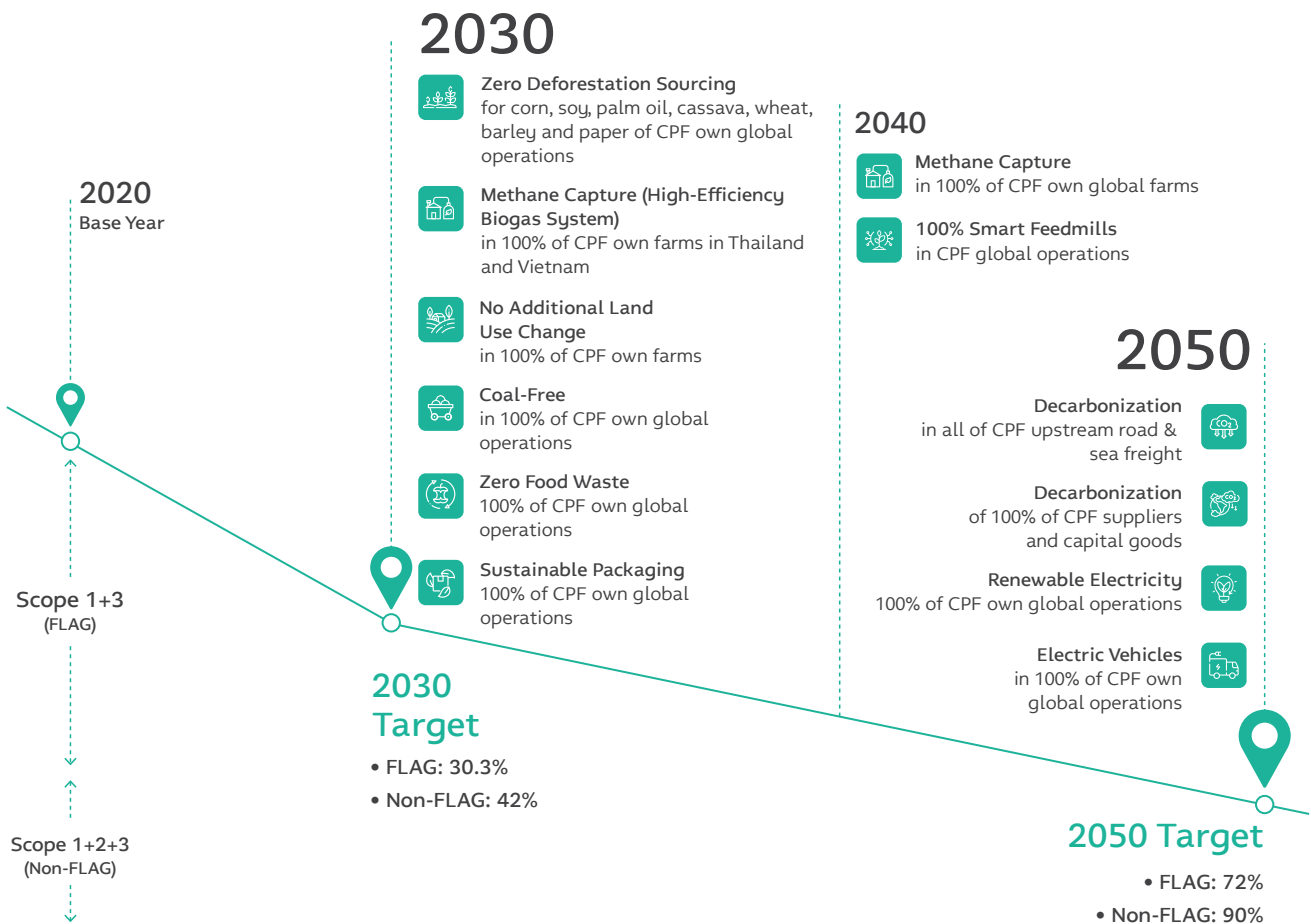 2020
Base Year
Scope 1+3
(FLAG)
Scope 1+2+3
(Non-FLAG)
2030
Zero Deforestation Sourcing
for corn, soy, palm oil, cassava, wheat,
barley and paper of CPF own global
operations
Methane Capture (High-Efficiency
Biogas System)
in 100% of CPF own farms in Thailand
and Vietnam
No Additional Land
Use Change
in 100% of CPF own farms
Coal-Free
in 100% of CPF own global
operations
Zero Food Waste
100% of CPF own global
operations
Sustainable Packaging
100% of CPF own global
operations
2030
Target
• FLAG: 30.3%
• Non-FLAG: 42%
2040
Methane Capture
in 100% of CPF own global farms
100% Smart Feedmills
in CPF global operations
2050
Decarbonization
in all of CPF upstream road &
sea freight
CO2
Decarbonization
of 100% of CPF suppliers
and capital goods
CO2
Renewable Electricity
100% of CPF own global operations
Electric Vehicles
in 100% of CPF own
global operations
2050 Target
• FLAG: 72%
• Non-FLAG: 90%